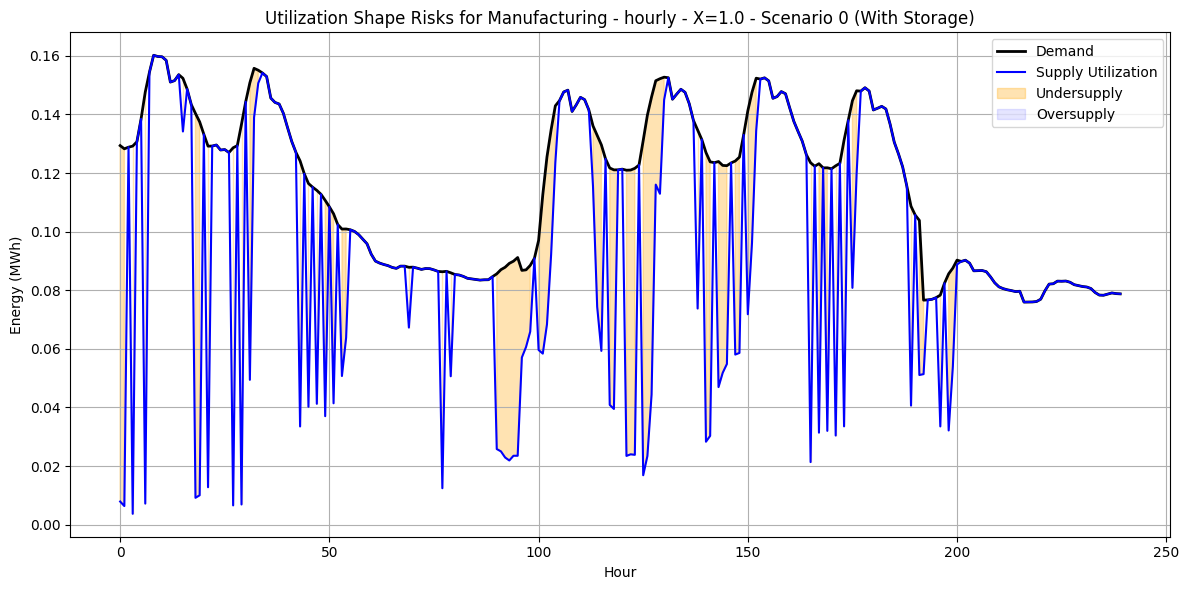 Utilization Shape Risks for Manufacturing - hourly - X=1.0 - Scenario 0 (With Storage)
Demand
Supply Utilization
Undersupply
Oversupply
Energy (MWh)
0.16
0.14
0.12
0.10
0.08
0.06
0.04
0.02
0.00
0 50 100 150 200 250
Hour